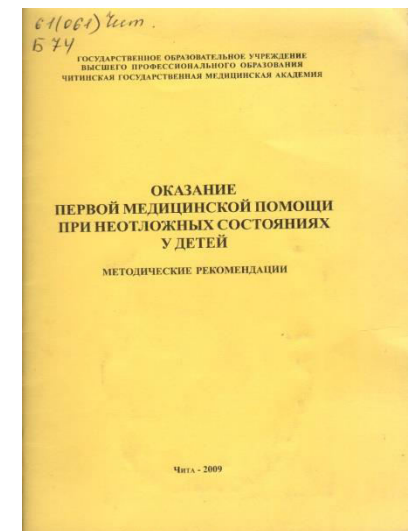 61(061) Чит.
Б 74
ГОСУДАРСТВЕННОЕ ОБРАЗОВАТЕЛЬНОЕ УЧРЕЖДЕНИЕ
ВЫСШЕГО ПРОФЕССИОНАЛЬНОГО ОБРАЗОВАНИЯ
ЧИТИНСКАЯ ГОСУДАРСТВЕННАЯ МЕДИЦИНСКАЯ АКАДЕМИЯ
ОКАЗАНИЕ
ПЕРВОЙ МЕДИЦИНСКОЙ ПОМОЩИ
ПРИ НЕОТЛОЖНЫХ СОСТОЯНИЯХ
У ДЕТЕЙ
МЕТОДИЧЕСКИЕ РЕКОМЕНДАЦИИ
ЧИТА - 2009